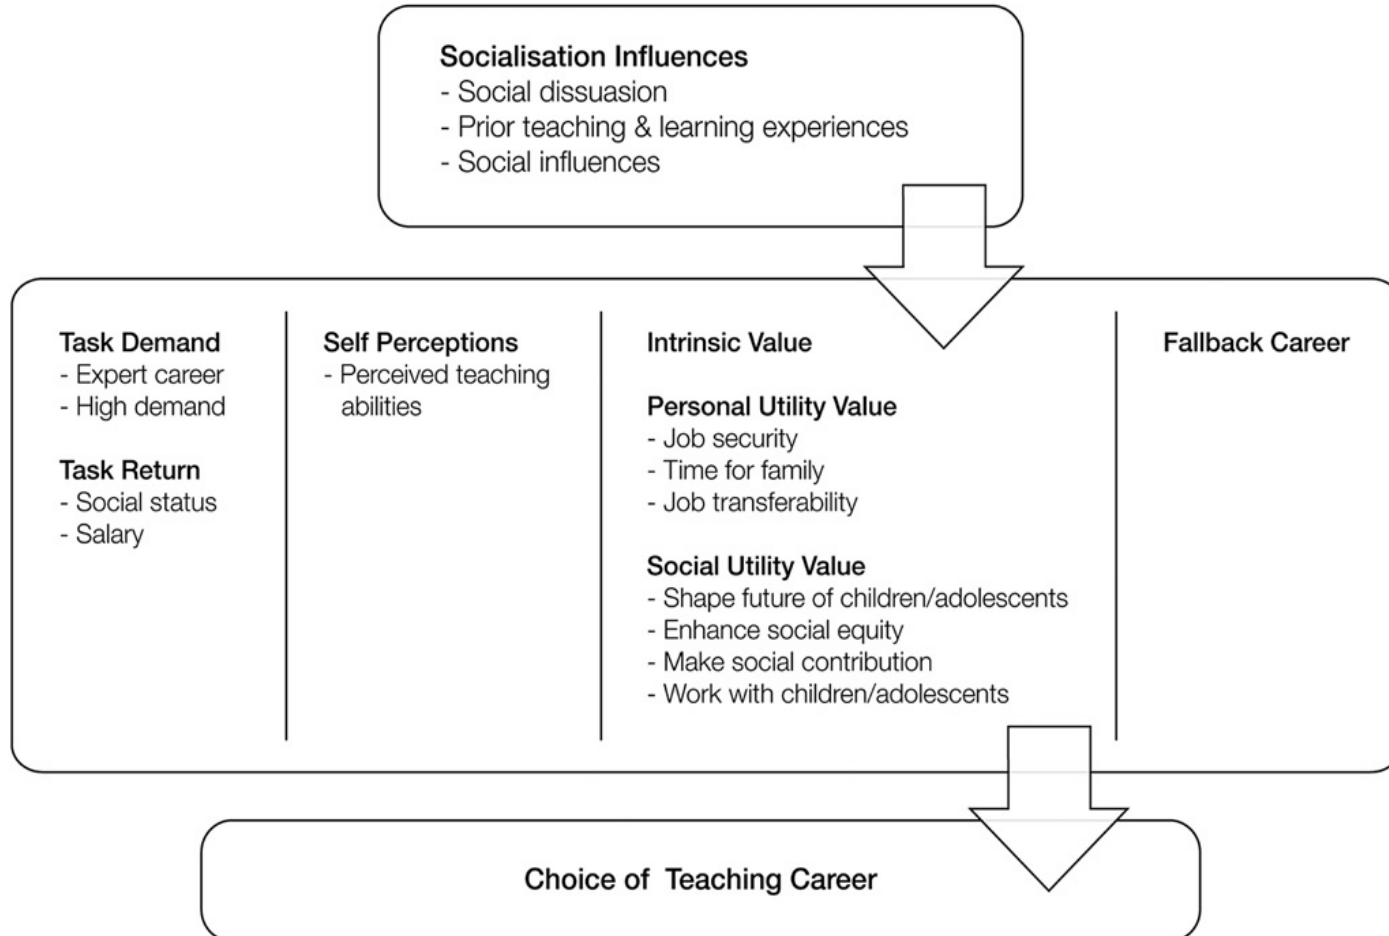 Socialisation Influences
- Social dissuasion
- Prior teaching & learning experiences
- Social influences
Task Demand
- Expert career
- High demand
Task Return
- Social status
- Salary
Self Perceptions
- Perceived teaching
abilities
Intrinsic Value
Personal Utility Value
- Job security
- Time for family
- Job transferability
Social Utility Value
- Shape future of children/adolescents
- Enhance social equity
- Make social contribution
- Work with children/adolescents
Fallback Career
Choice of Teaching Career